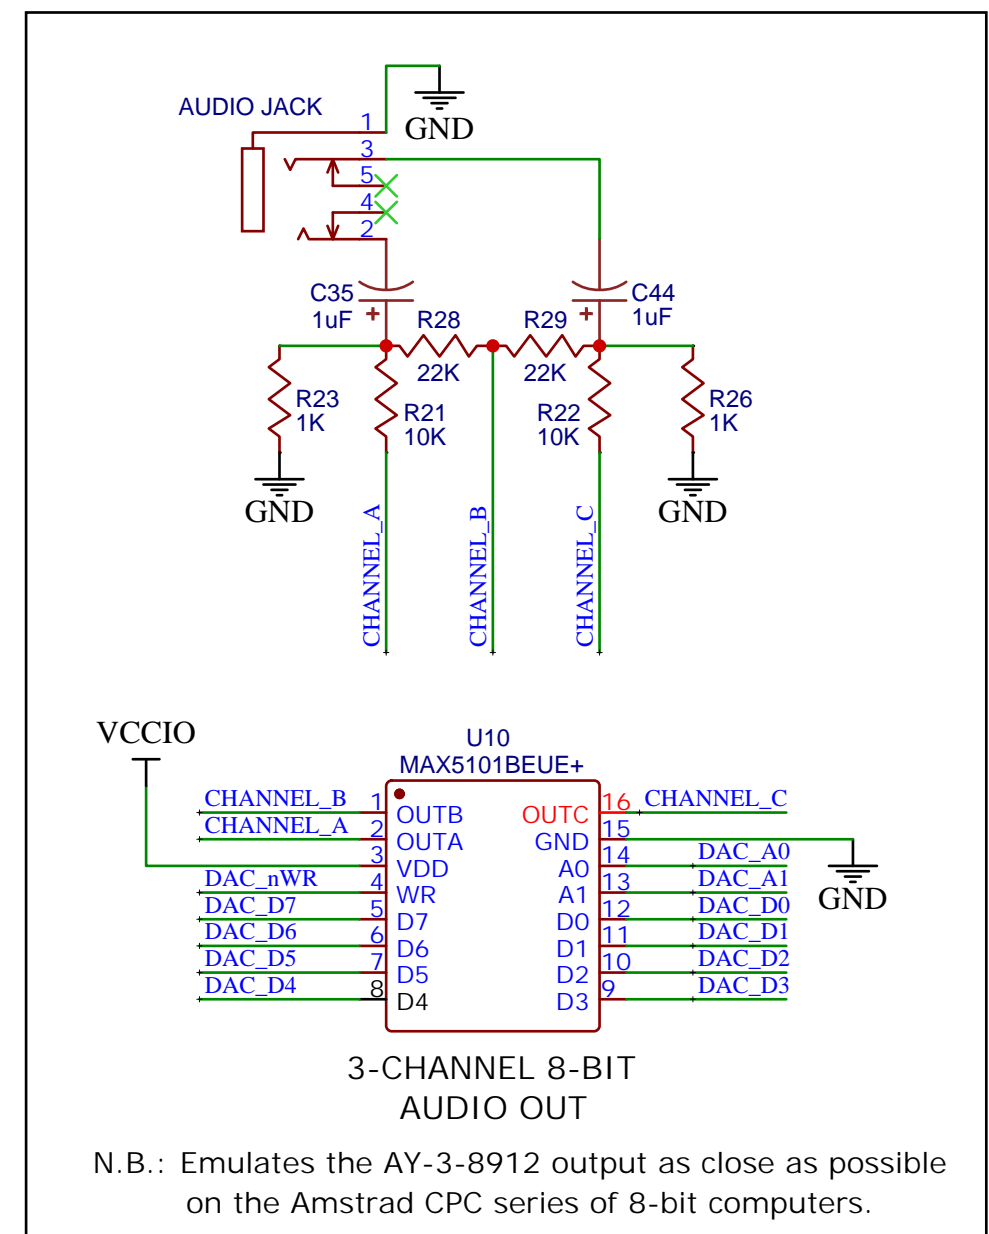 AUDIO JACK
1
GND
3
5
4
2
C35
1uF
+
R28
22K
R29
22K
C44
1uF
+
R23
1K
R21
10K
R22
10K
R26
1K
GND
GND
CHANNEL_A
CHANNEL_B
CHANNEL_C
VCCIO
U10
MAX5101BEUE+
CHANNEL_B 1 OUTB
OUTC 16 CHANNEL_C
CHANNEL_A 2 OUTA
GND 15
3 VDD
A0 14 DAC_A0
DAC_nWR 4 WR
A1 13 DAC_A1
GND
DAC_D7 5 D7
D0 12 DAC_D0
DAC_D6 6 D6
D1 11 DAC_D1
DAC_D5 7 D5
D2 10 DAC_D2
DAC_D4 8 D4
D3 9 DAC_D3
3-CHANNEL 8-BIT
AUDIO OUT
N.B.: Emulates the AY-3-8912 output as close as possible
on the Amstrad CPC series of 8-bit computers.